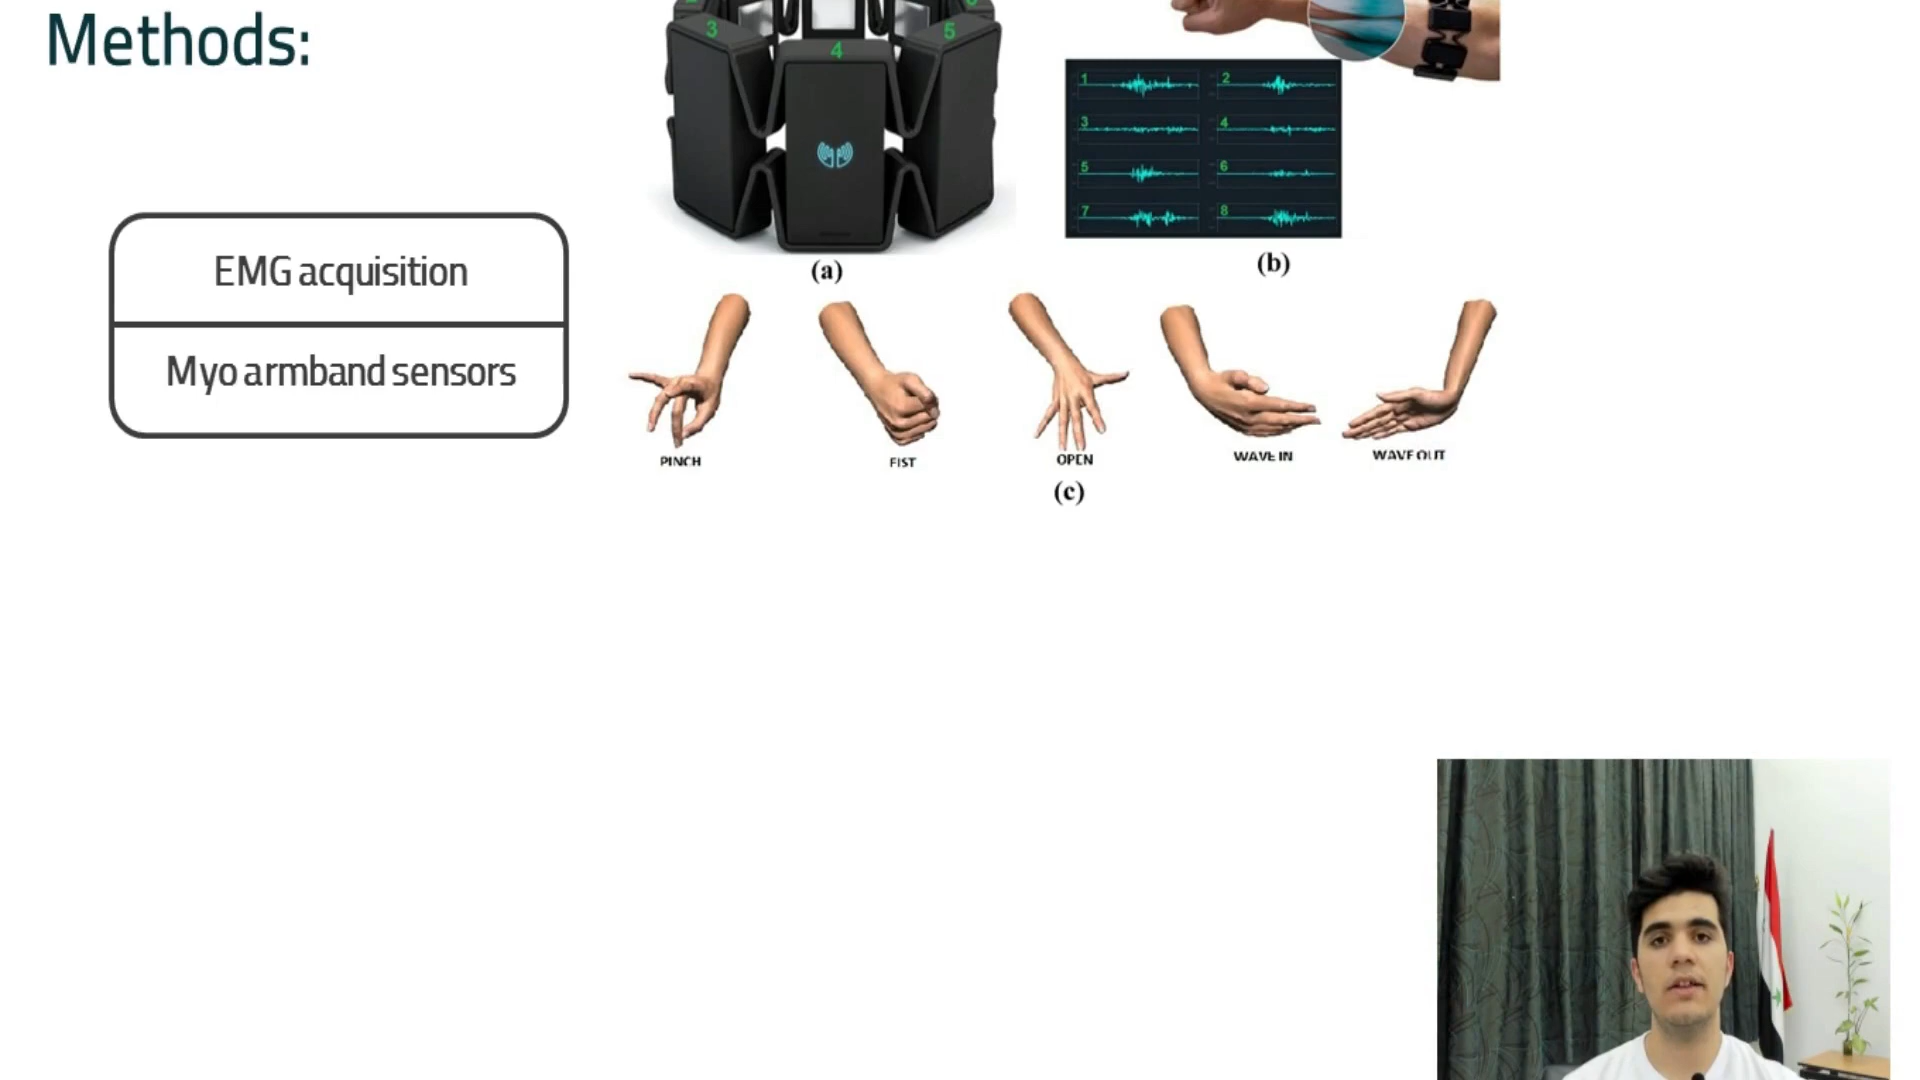 Methods:
3
4
5
1
2
3
4
5
6
7
8
(a)
(b)
EMG acquisition
Myo armband sensors
PINCH
FIST
OPEN
WAVE IN
WAVE OUT
(c)